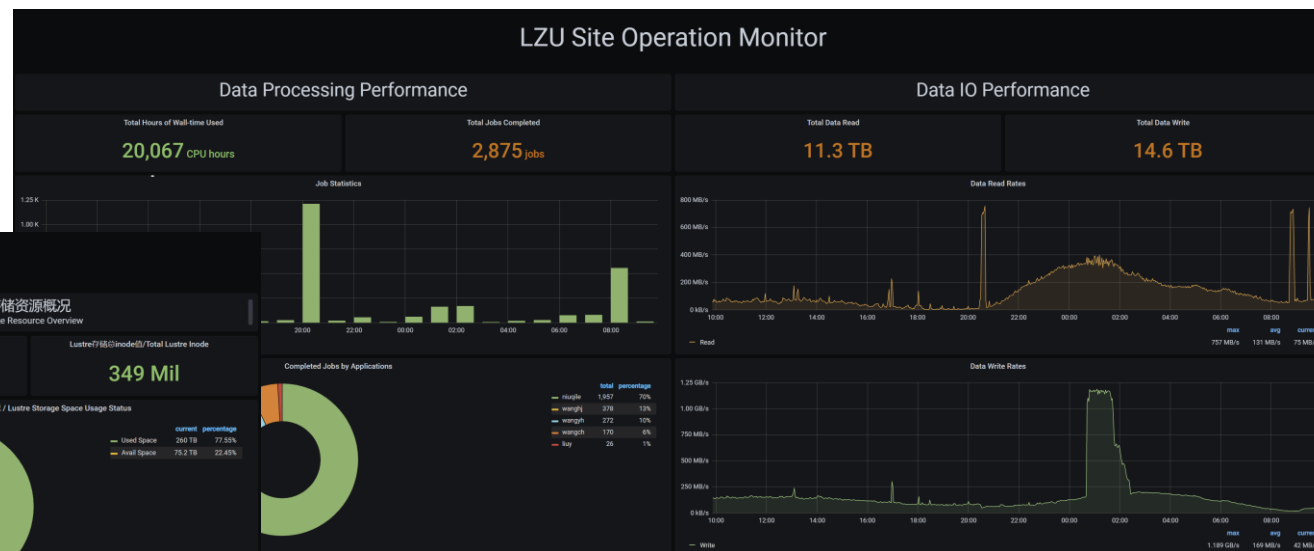 LZU Site Operation Monitor
Data Processing Performance
Data IO Performance
Total Hours of Wall-time Used
20,067 CPU hours
Total Jobs Completed
2,875 jobs
Total Data Read
11.3 TB
Total Data Write
14.6 TB
Job Statistics
1.25 K
1.00 K
20:00 22:00 00:00 02:00 04:00 06:00 08:00
Data Read Rates
800 MB/s
600 MB/s
400 MB/s
200 MB/s
0 kB/s
10:00 12:00 14:00 16:00 18:00 20:00 22:00 00:00 02:00 04:00 06:00 08:00
max avg curren
Read 757 MB/s 131 MB/s 75 MB/
储资源概况
e Resource Overview
Lustre存储总inode值/Total Lustre Inode
349 Mil
/ Lustre Storage Space Usage Status
current percentage
Used Space 260 TB 77.55%
Avail Space 75.2 TB 22.45%
Completed Jobs by Applications
total percentage
niuqile 1,957 70%
wanghj 378 13%
wangyh 272 10%
wangch 170 6%
liuy 26 1%
Data Write Rates
1.25 GB/s
1.00 GB/s
750 MB/s
500 MB/s
250 MB/s
0 kB/s
10:00 12:00 14:00 16:00 18:00 20:00 22:00 00:00 02:00 04:00 06:00 08:00
max avg curren
Write 1.189 GB/s 169 MB/s 42 MB/